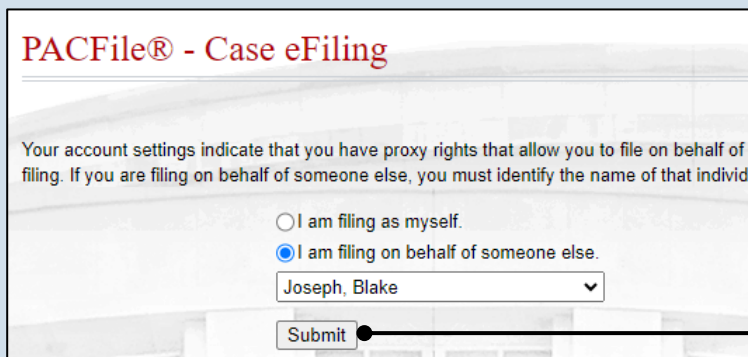 PACFile® - Case eFiling
Your account settings indicate that you have proxy rights that allow you to file on behalf of
filing. If you are filing on behalf of someone else, you must identify the name of that
I am filing as myself.
I am filing on behalf of someone else.
Joseph, Blake
Submit